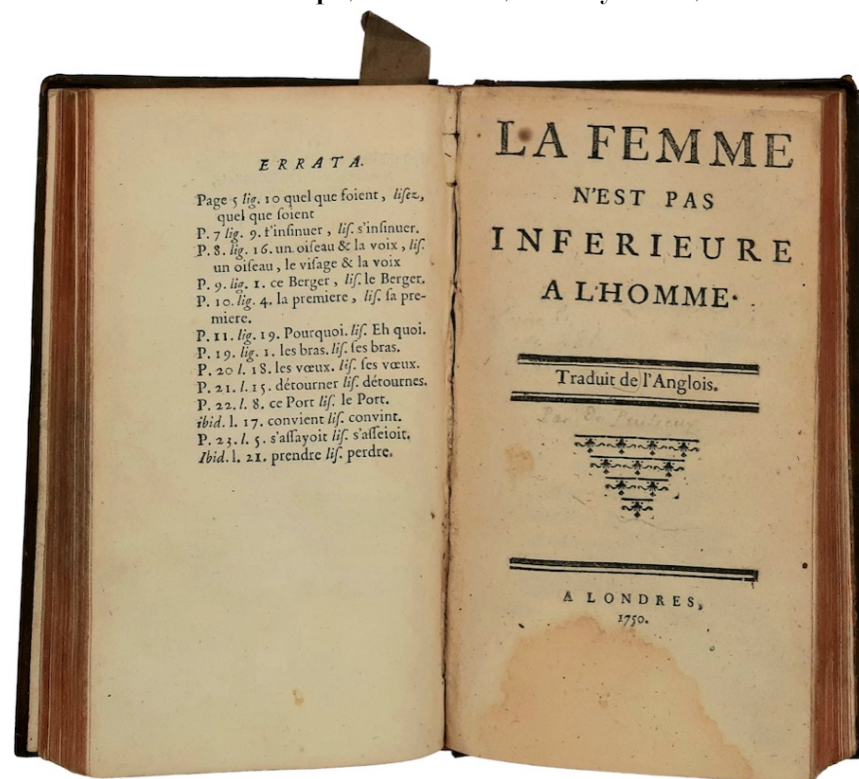 ERRATA.
Page 5 lig. 10 quel que ſoient, liſez,
quel que ſoient
P. 7 lig. 9. t'inſinuer, liſ. s'inſinuer.
P. 8. lig. 16. un oiſeau & la voix, liſ.
un oiſeau, le viſage & la voix
P. 9. lig. 1. ce Berger, liſ. le Berger.
P. 10. lig. 4. la premiere, liſ. ſa pre-
miere.
P. 11. lig. 19. Pourquoi. liſ. Eh quoi.
P. 19. lig. 1. les bras. liſ. ſes bras.
P. 20 l. 18. les vœux. liſ. ſes vœux.
P. 21. l. 15. détourner liſ. détournes.
P. 22. l. 8. ce Port liſ. le Port.
ibid. l. 17. convient liſ. convint.
P. 23. l. 5. s'aſſayoit liſ. s'aſſeioit.
Ibid. l. 21. prendre liſ. perdre.
LA FEMME
N'EST PAS
INFERIEURE
A L'HOMME.
Traduit de l'Anglois.
Par De
A LONDRES,
1750.